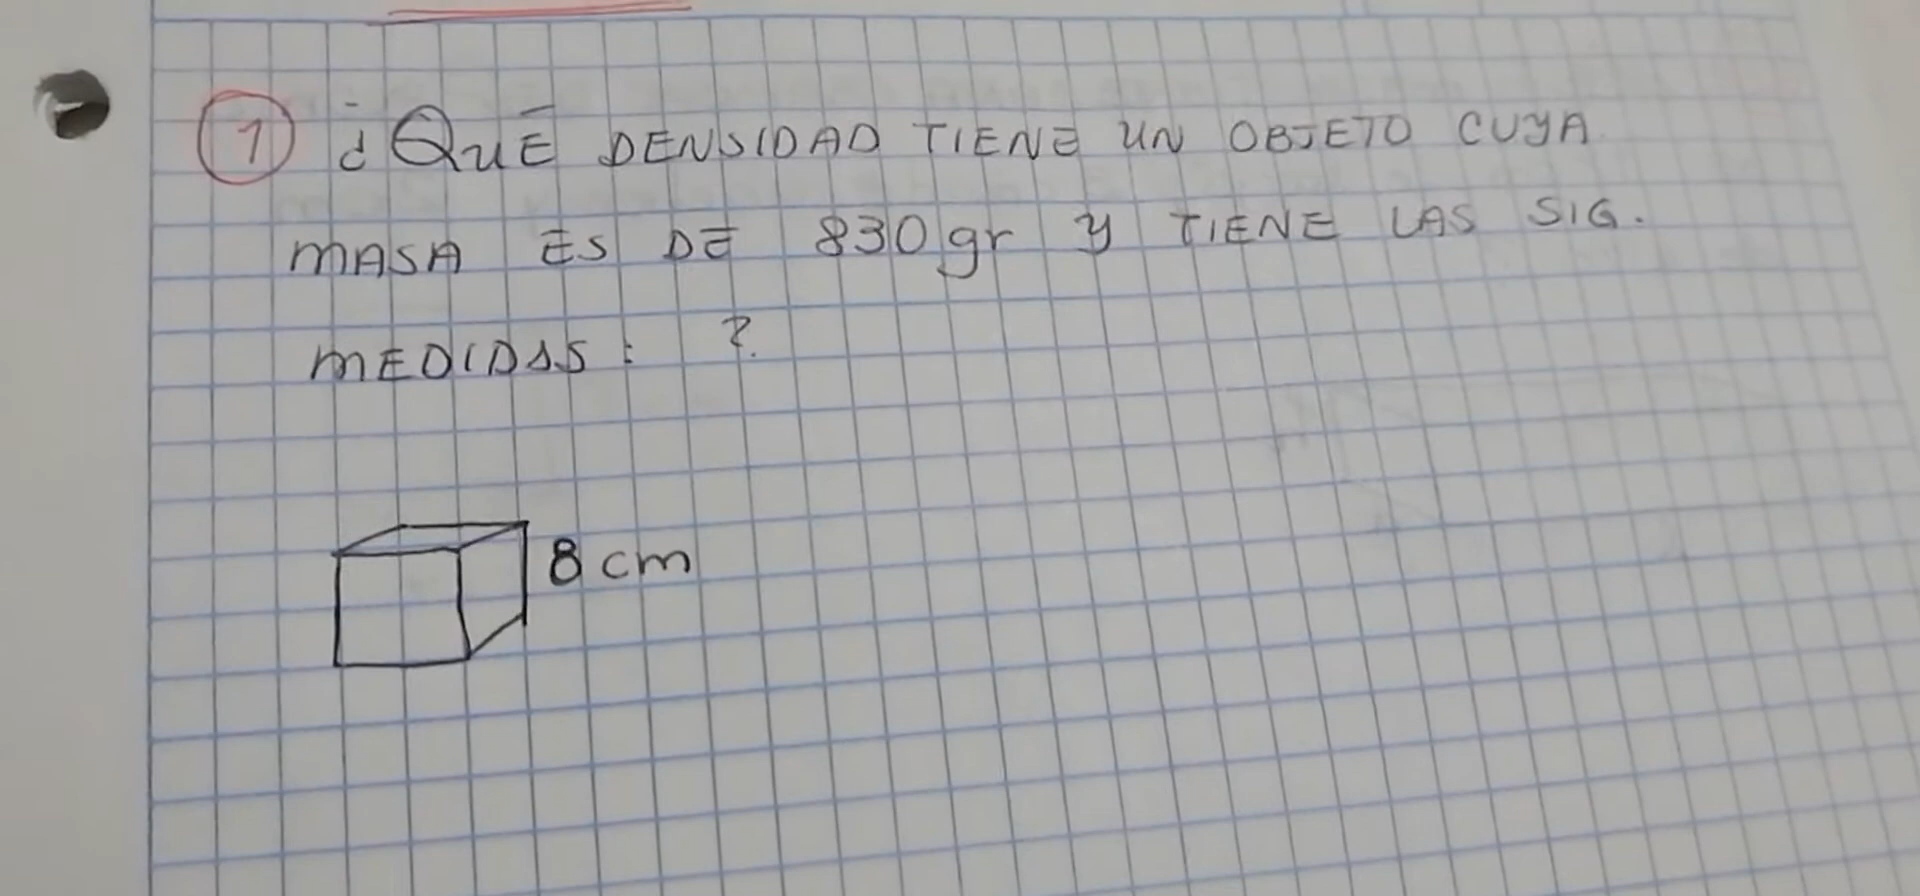 1 ¿QUÉ DENSIDAD TIENE UN OBJETO CUYA
MASA ES DE 830 gr Y TIENE LAS SIG.
MEDIDAS: ?
8 cm